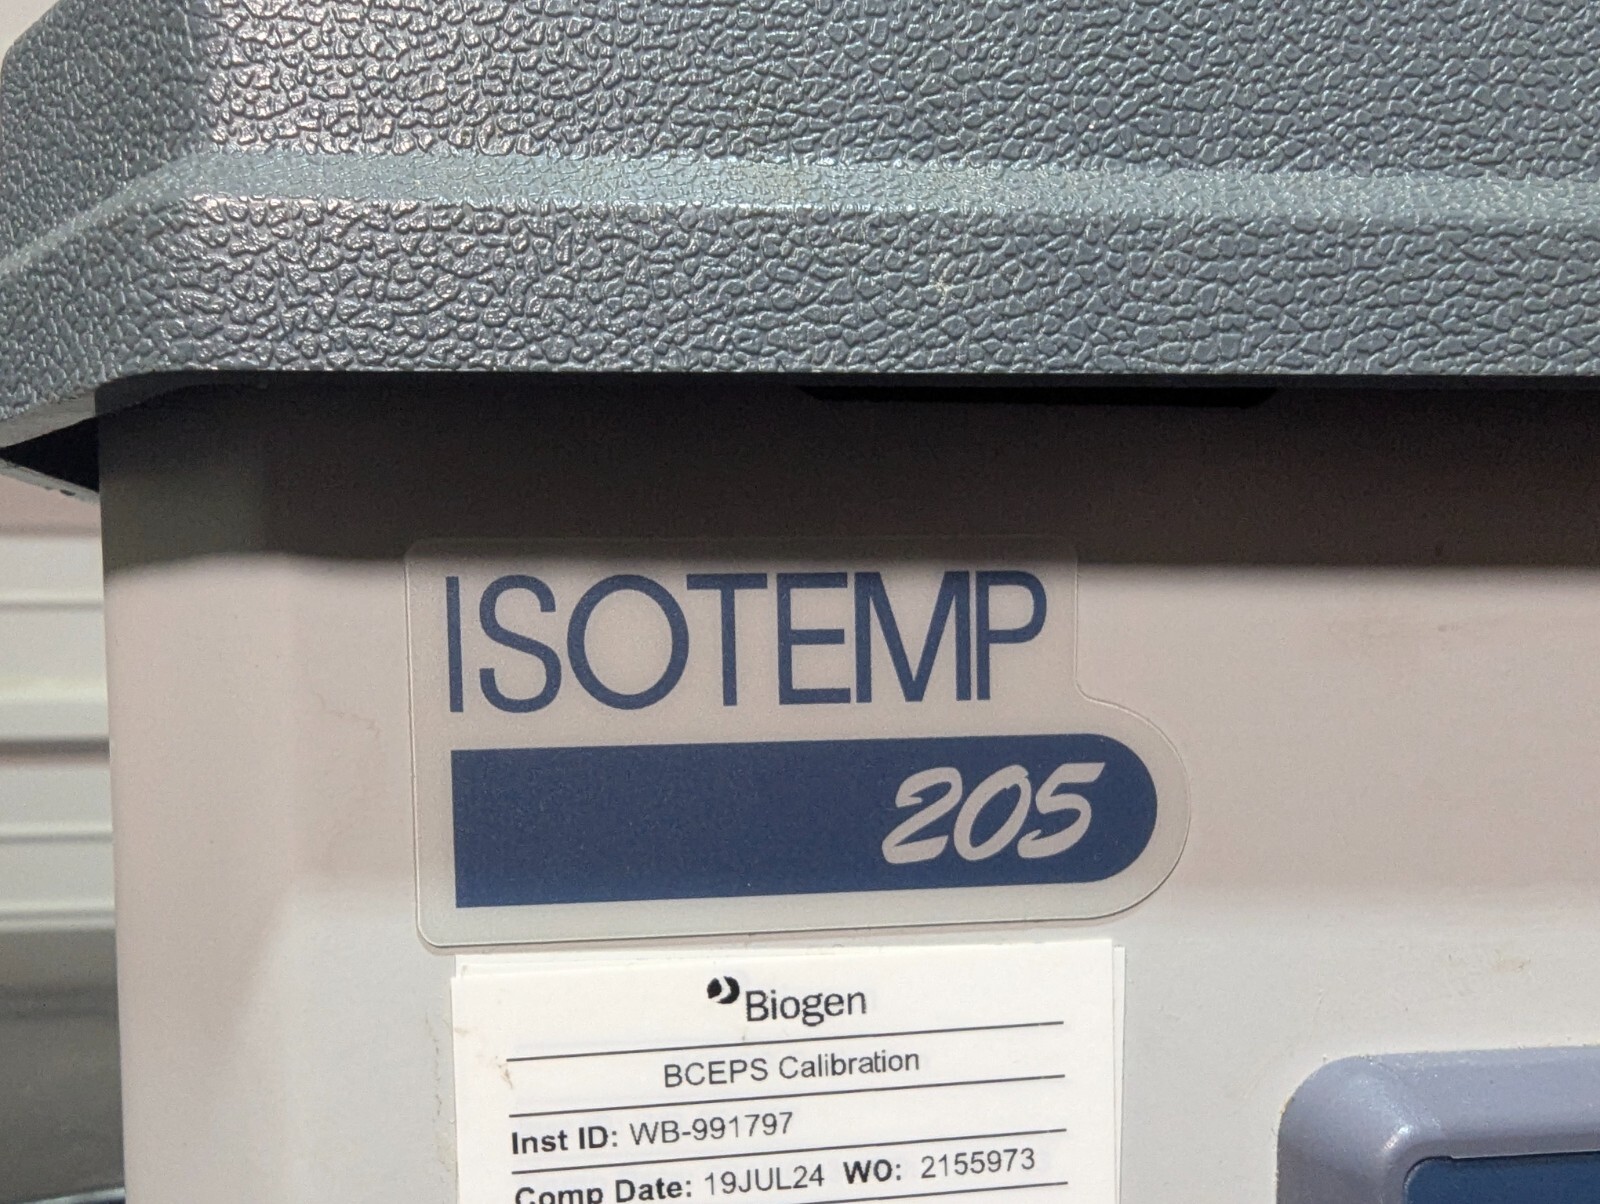 ISOTEMP
205
Biogen
BCEPS Calibration
Inst ID: WB-991797
Comp Date: 19JUL24 WO: 2155973